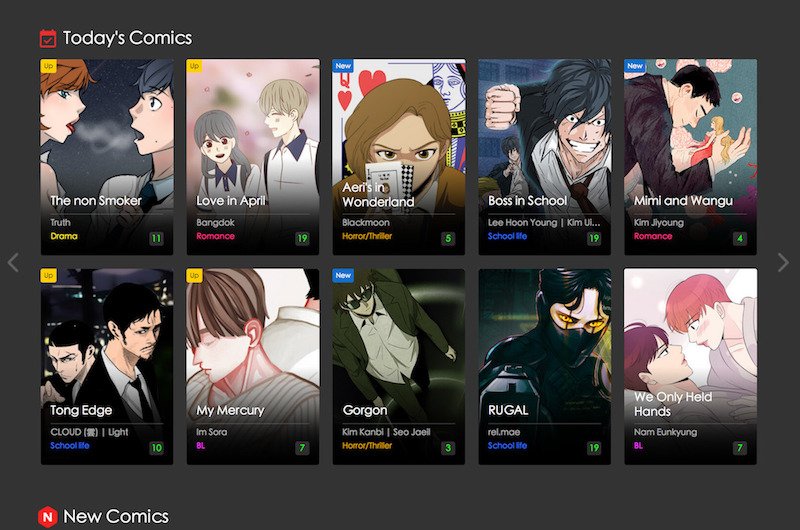 Today's Comics
Up
The non Smoker
Truth
Drama
11
Up
Love in April
Bangdok
Romance
19
New
Q
Aeri's in
Wonderland
Blackmoon
Horror/Thriller
5
Boss in School
Lee Hoon Young | Kim Ui...
School life
19
New
Mimi and Wangu
Kim Jiyoung
Romance
4
Up
Tong Edge
CLOUD (雲) | Light
School life
10
Up
My Mercury
Im Sora
BL
7
New
Gorgon
Kim Kanbi | Seo Jaeil
Horror/Thriller
3
RUGAL
rel.mae
School life
19
We Only Held
Hands
Nam Eunkyung
BL
7
N
New Comics